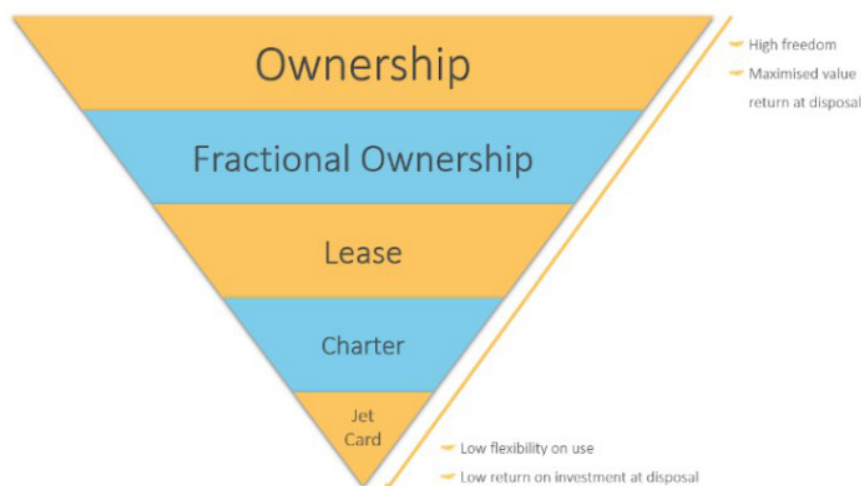 Ownership
High freedom
Maximised value
return at disposal
Fractional Ownership
Lease
Charter
Jet
Card
Low flexibility on use
Low return on investment at disposal